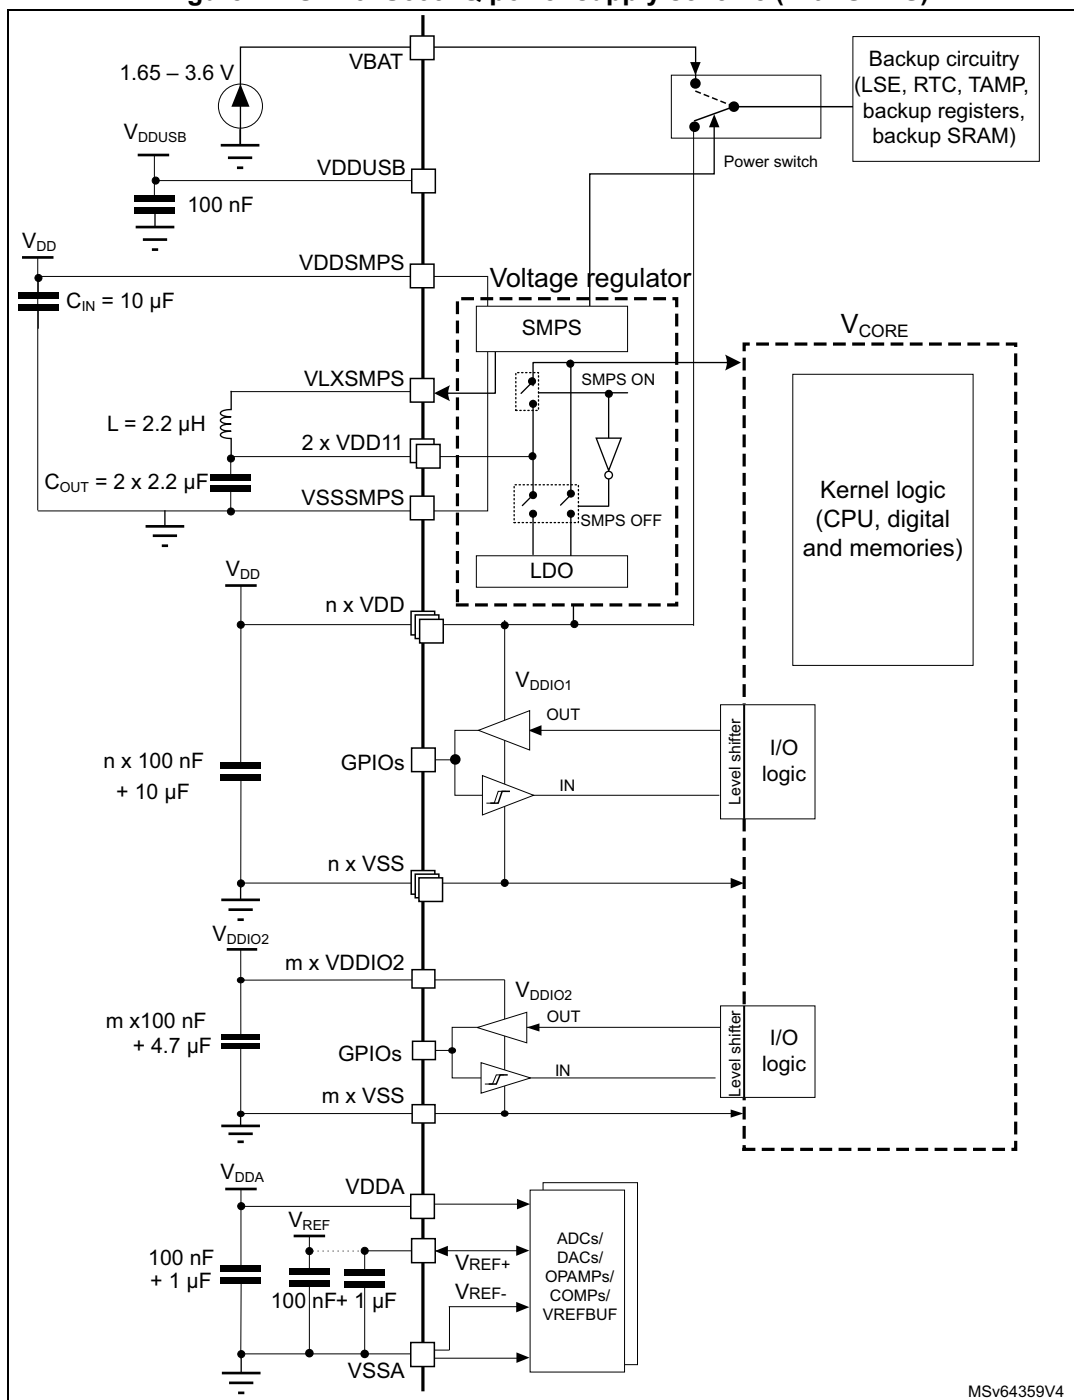 VBAT
1.65 – 3.6 V
Backup circuitry
(LSE, RTC, TAMP,
backup registers,
backup SRAM)
Power switch
VDDUSB
VDDUSB
100 nF
VDD
VDDSMPS
CIN = 10 µF
Voltage regulator
SMPS
VCORE
VLXSMPS
SMPS ON
L = 2.2 µH
2 x VDD11
COUT = 2 x 2.2 µF
VSSSMPS
SMPS OFF
LDO
Kernel logic
(CPU, digital
and memories)
VDD
n x VDD
VDDIO1
OUT
GPIOs
IN
n x 100 nF
+ 10 µF
Level shifter
I/O
logic
n x VSS
VDDIO2
m x VDDIO2
VDDIO2
OUT
m x100 nF
+ 4.7 µF
GPIOs
IN
Level shifter
I/O
logic
m x VSS
VDDA
VDDA
VREF
100 nF
+ 1 µF
100 nF+ 1 µF
VREF+
VREF-
ADCs/
DACs/
OPAMPs/
COMPs/
VREFBUF
VSSA
MSv64359V4